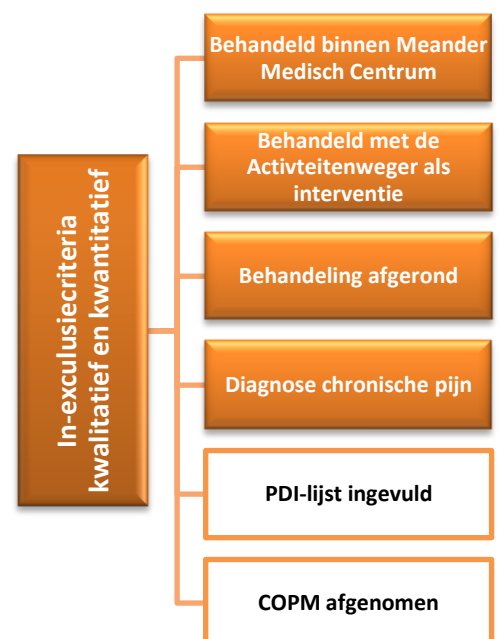 In-exculusiecriteria
kwalitatief en kwantitatief
Behandeld binnen Meander
Medisch Centrum
Behandeld met de
Activteitenweger als
interventie
Behandeling afgerond
Diagnose chronische pijn
PDI-lijst ingevuld
COPM afgenomen